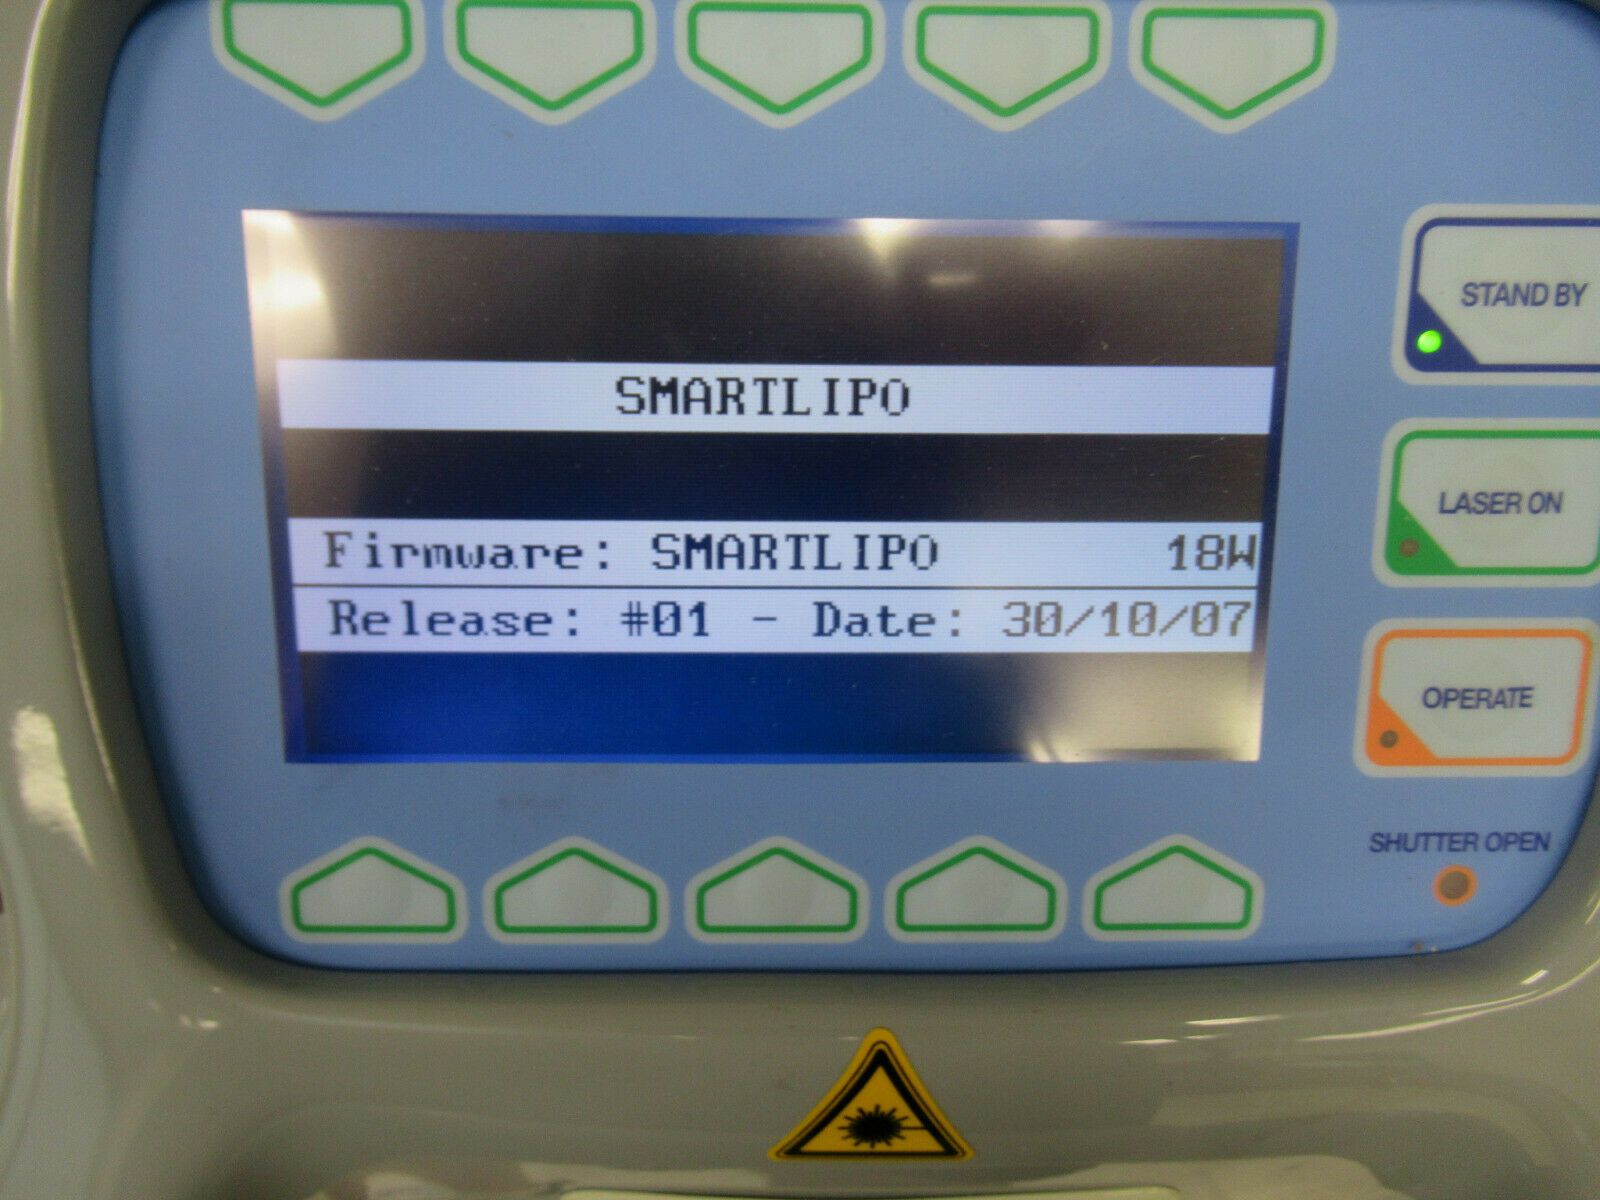 SMARTLIPO
Firmware: SMARTLIPO 18W
Release: #01 - Date: 30/10/07
STAND BY
LASER ON
OPERATE
SHUTTER OPEN